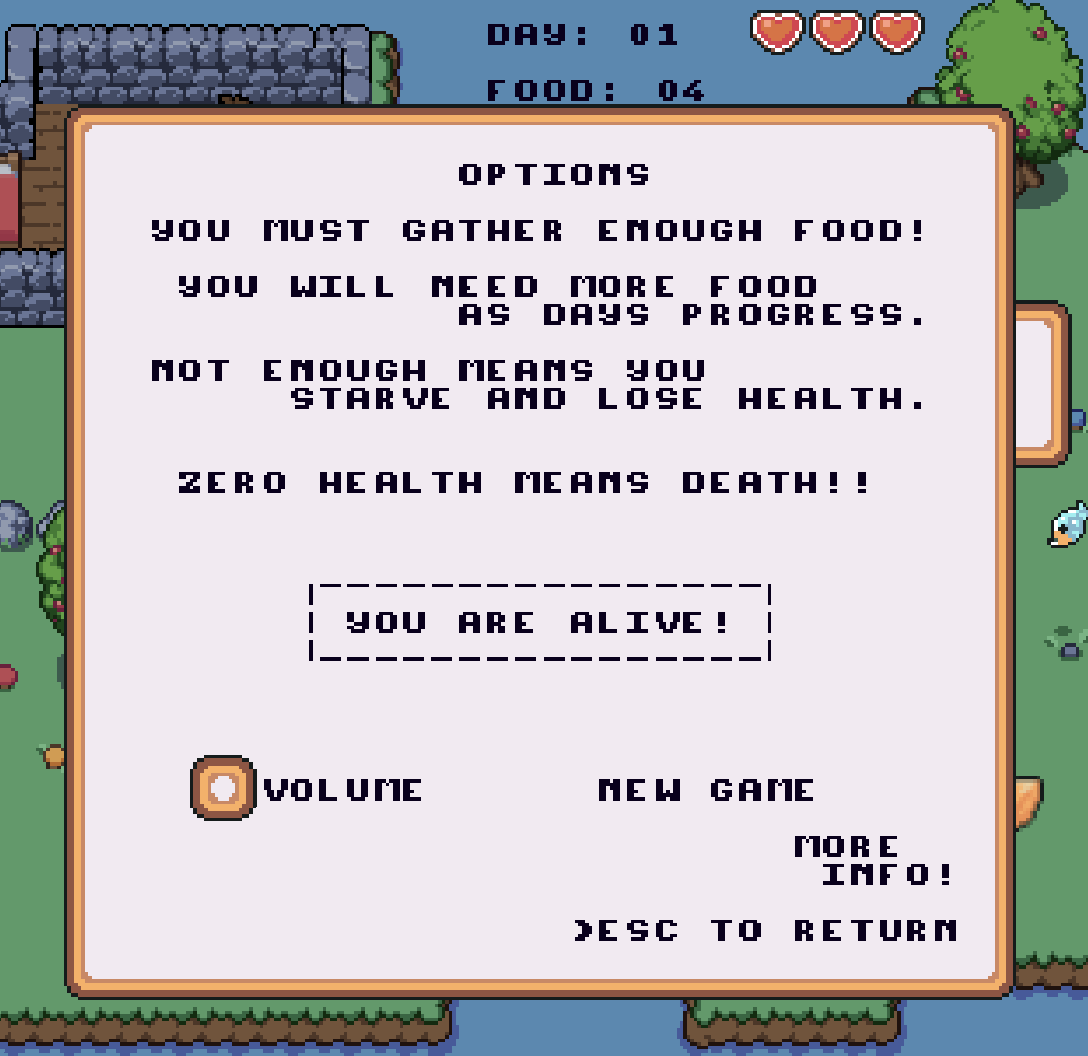 DAY: 01
FOOD: 04
OPTIONS
YOU MUST GATHER ENOUGH FOOD!
YOU WILL NEED MORE FOOD
AS DAYS PROGRESS.
NOT ENOUGH MEANS YOU
STARVE AND LOSE HEALTH.
ZERO HEALTH MEANS DEATH!!
YOU ARE ALIVE!
VOLUME
NEW GAME
MORE
INFO!
>ESC TO RETURN